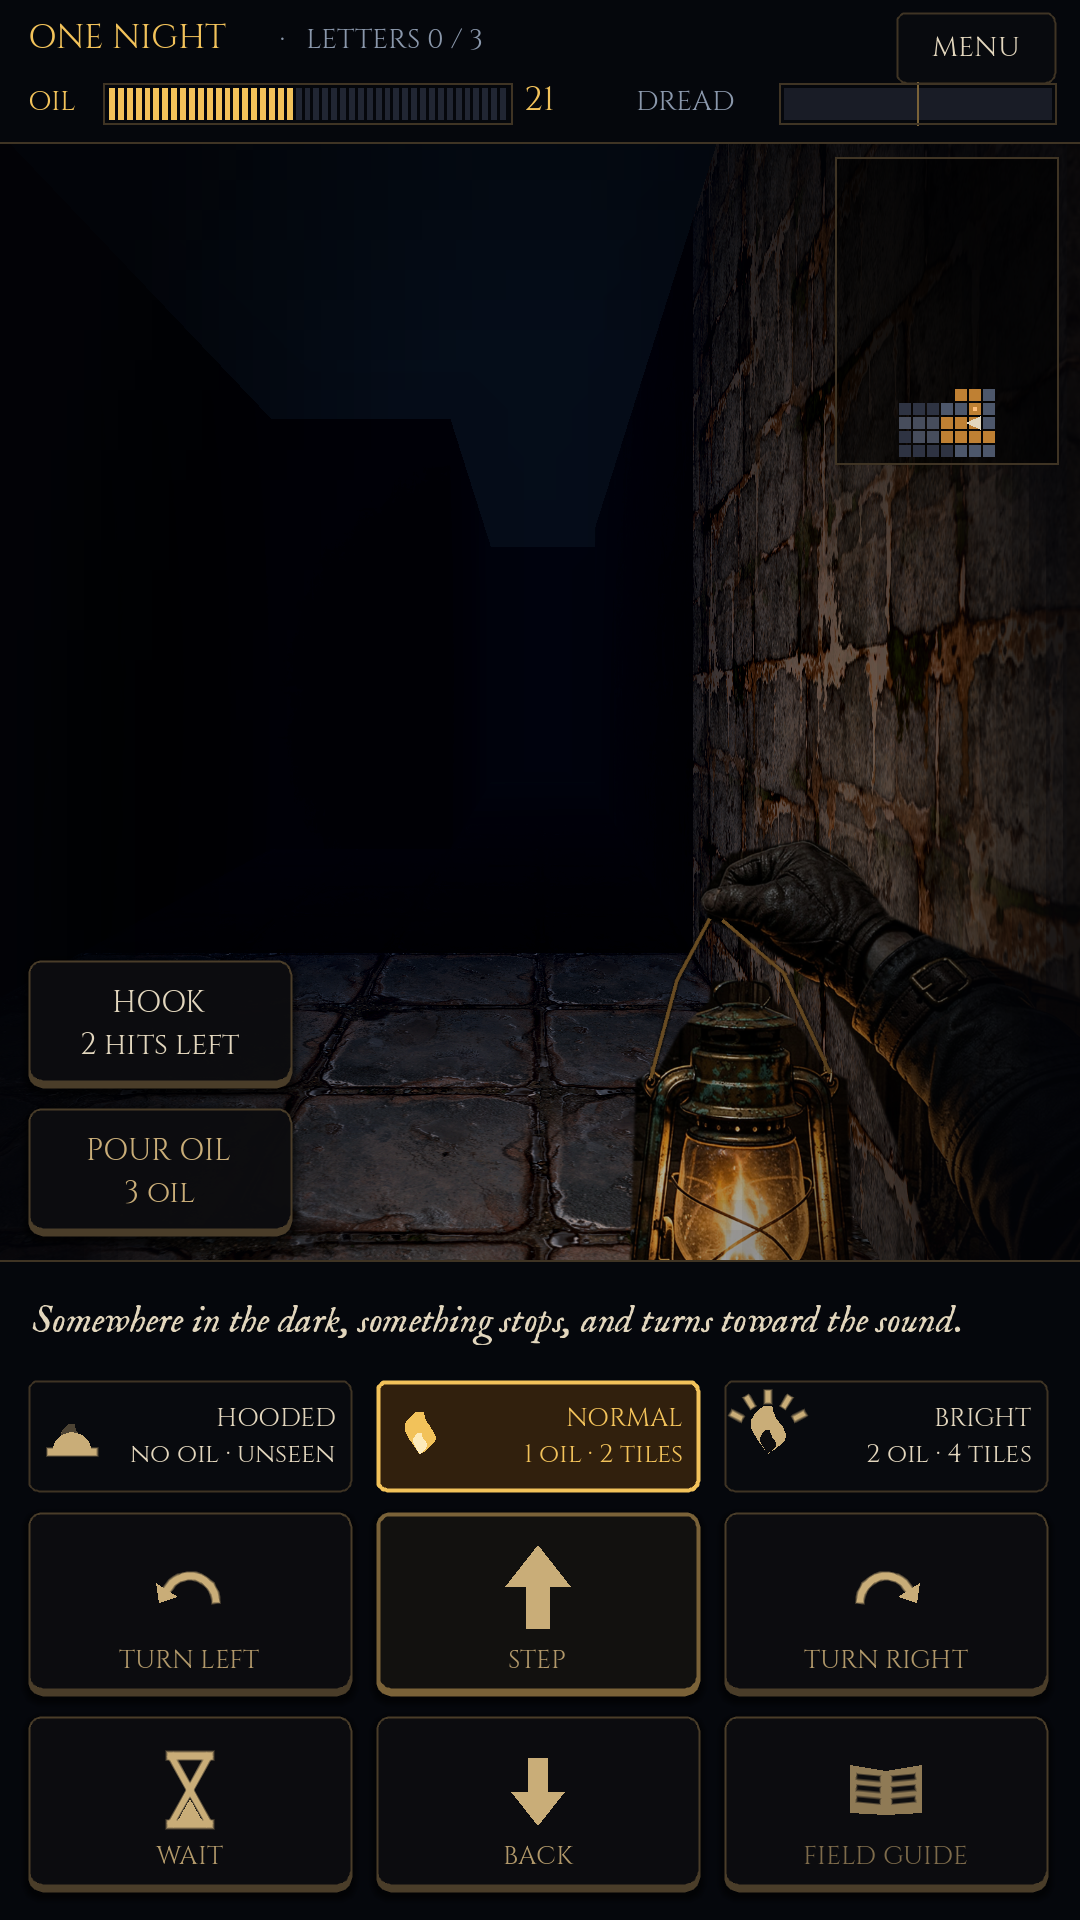 ONE NIGHT · LETTERS 0 / 3
MENU
OIL 21 DREAD
HOOK
2 HITS LEFT
POUR OIL
3 OIL
Somewhere in the dark, something stops, and turns toward the sound.
HOODED
NO OIL · UNSEEN
NORMAL
1 OIL · 2 TILES
BRIGHT
2 OIL · 4 TILES
TURN LEFT
STEP
TURN RIGHT
WAIT
BACK
FIELD GUIDE